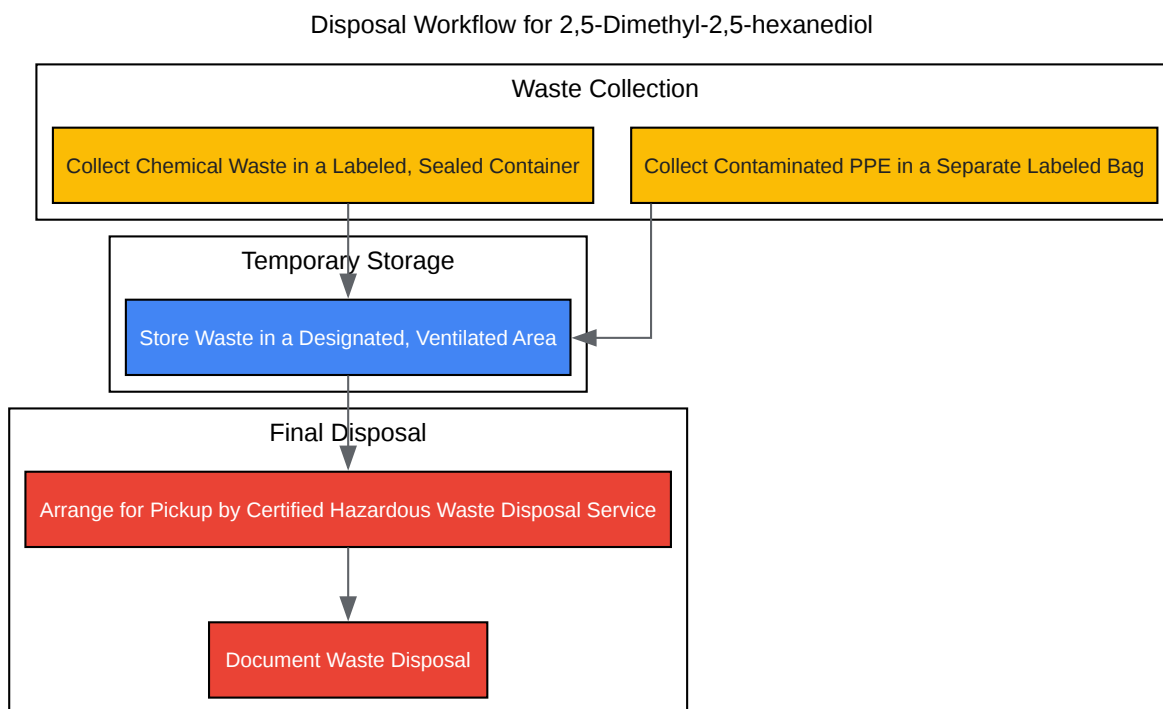 Disposal Workflow for 2,5-Dimethyl-2,5-hexanediol
Waste Collection
Collect Chemical Waste in a Labeled, Sealed Container
Collect Contaminated PPE in a Separate Labeled Bag
Temporary Storage
Store Waste in a Designated, Ventilated Area
Final Disposal
Arrange for Pickup by Certified Hazardous Waste Disposal Service
Document Waste Disposal